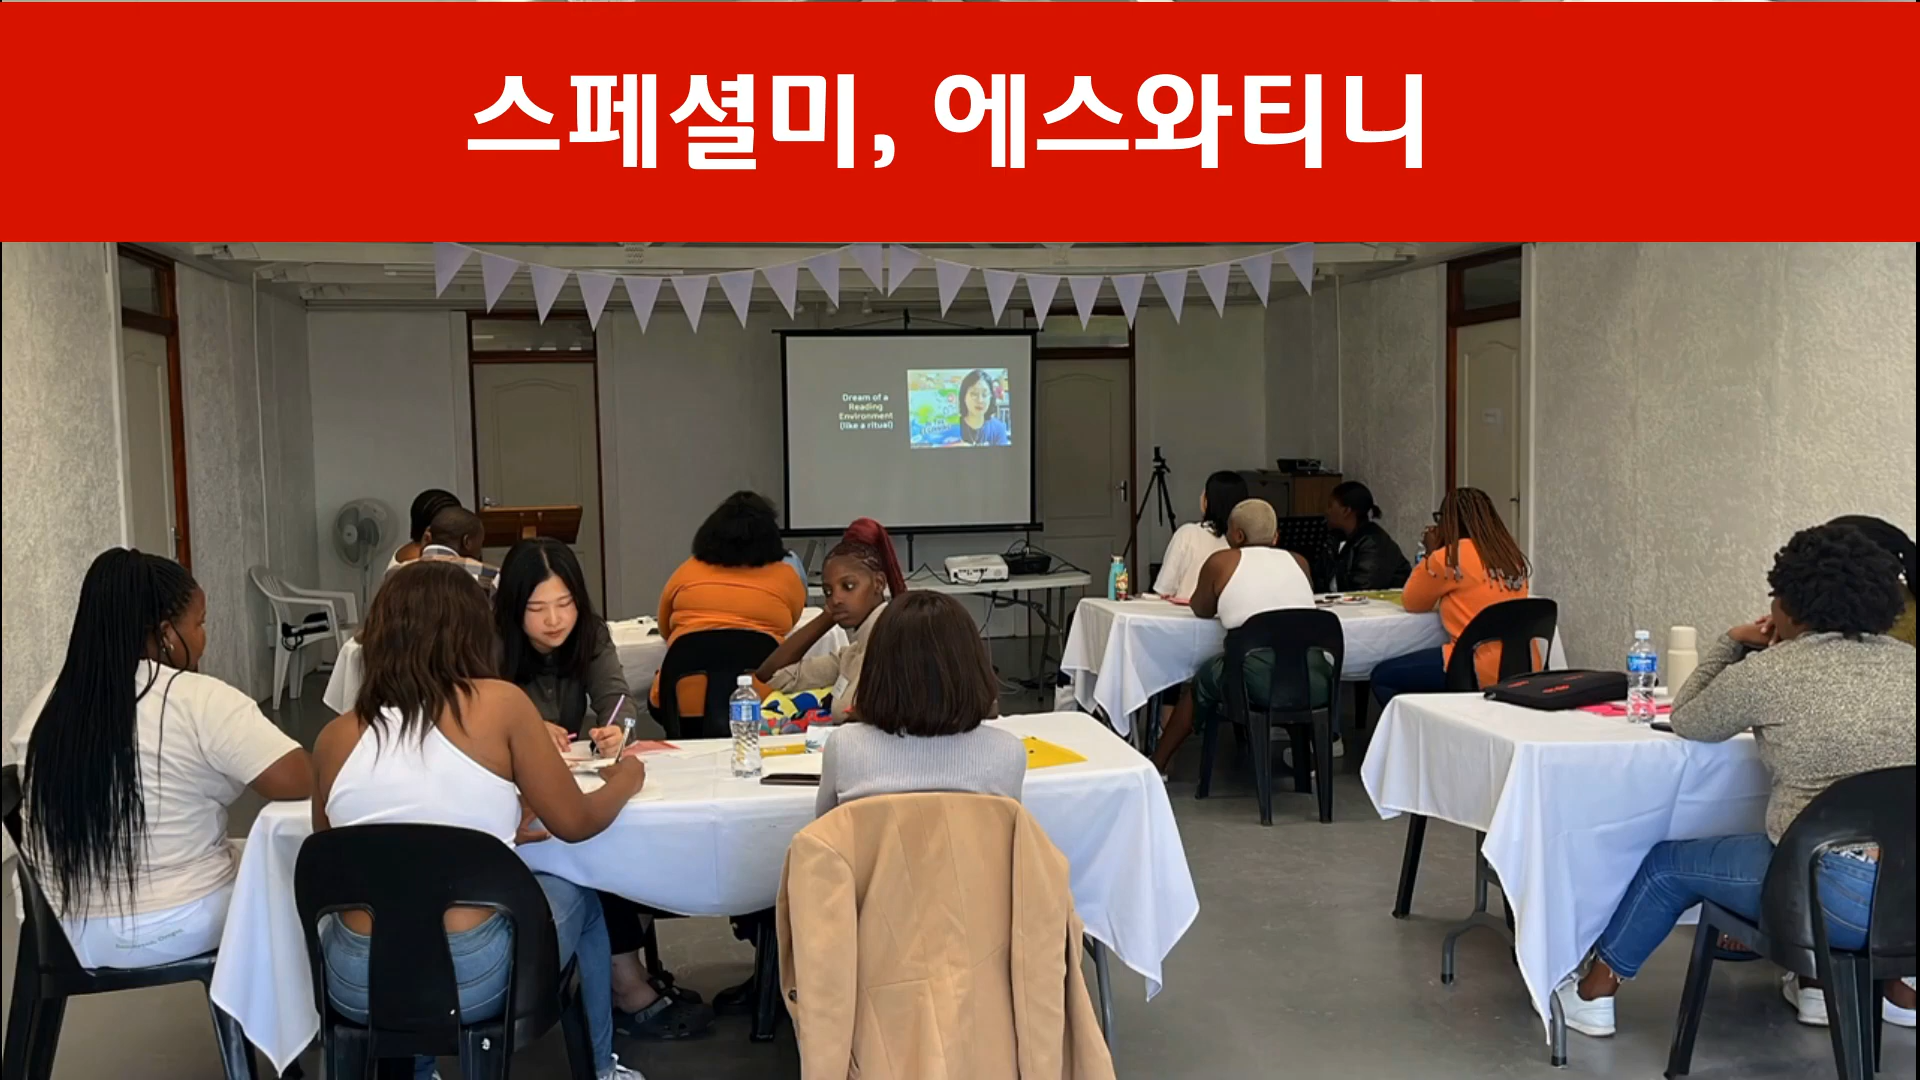 스페셜미, 에스와티니
Dream of a
Reading
Environment
(like a ritual)